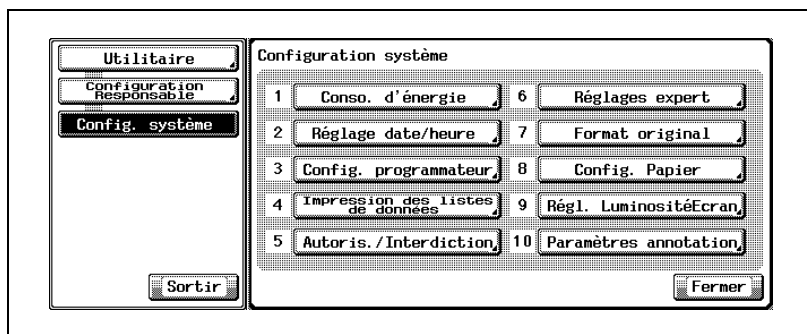 Utilitaire
Configuration
Responsable
Config. système
Sortir
Configuration système
1 Conso. d'énergie
2 Réglage date/heure
3 Config. programmateur
4 Impression des listes
de données
5 Autoris./Interdiction
6 Réglages expert
7 Format original
8 Config. Papier
9 Régl. LuminositéEcran
10 Paramètres annotation
Fermer